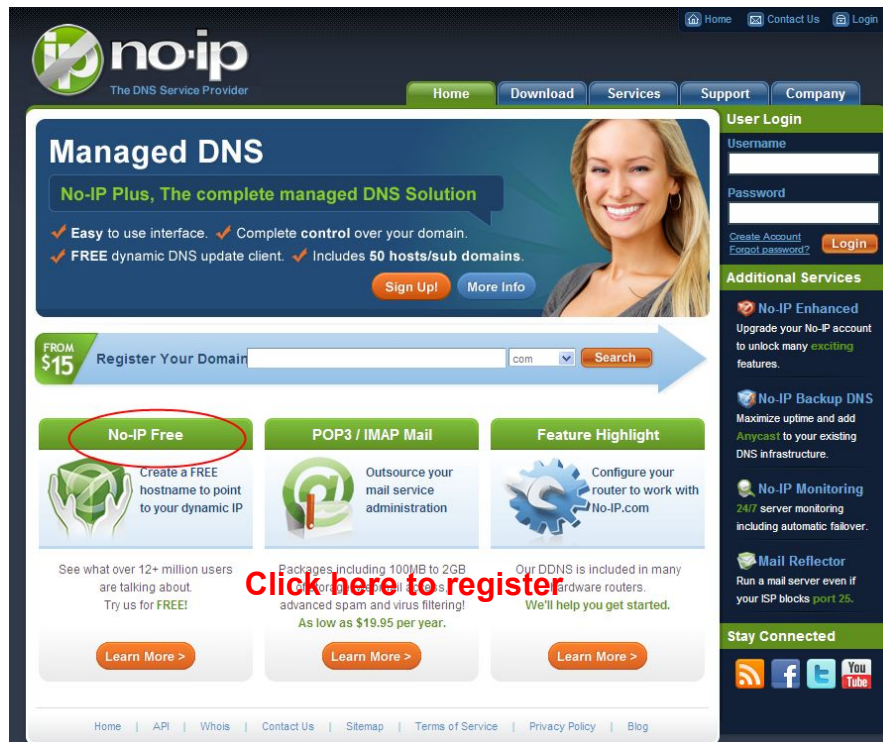 Home Contact Us Login
no·ip
The DNS Service Provider
Home Download Services Support Company
Managed DNS
No-IP Plus, The complete managed DNS Solution
Easy to use interface. Complete control over your domain.
FREE dynamic DNS update client. Includes 50 hosts/sub domains.
Sign Up! More Info
FROM
$15
Register Your Domain
com
Search
No-IP Free
Create a FREE
hostname to point
to your dynamic IP
See what over 12+ million users
are talking about.
Try us for FREE!
Learn More >
POP3 / IMAP Mail
Outsource your
mail service
administration
Packages including 100MB to 2GB
advanced spam and virus filtering!
As low as $19.95 per year.
Learn More >
Feature Highlight
Configure your
router to work with
No-IP.com
Our DDNS is included in many
hardware routers.
We'll help you get started.
Learn More >
Click here to register
User Login
Username
Password
Create Account
Forgot password?
Login
Additional Services
No-IP Enhanced
Upgrade your No-IP account
to unlock many exciting
features.
No-IP Backup DNS
Maximize uptime and add
Anycast to your existing
DNS infrastructure.
No-IP Monitoring
24/7 server monitoring
including automatic failover.
Mail Reflector
Run a mail server even if
your ISP blocks port 25.
Stay Connected
You
Tube
Home | API | Whois | Contact Us | Sitemap | Terms of Service | Privacy Policy | Blog